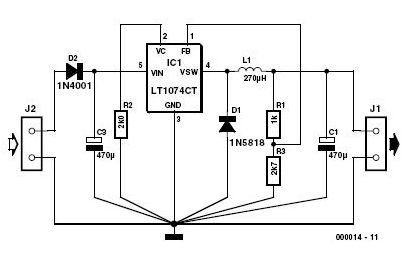 2
1
D2
IC1
VC
FB
L1
5
VIN
VSW
4
1N4001
LT1074CT
270µH
J2
J1
R2
2k0
GND
3
D1
R1
1k
C3
470µ
1N5818
C1
470µ
R3
2k7
000014 - 11